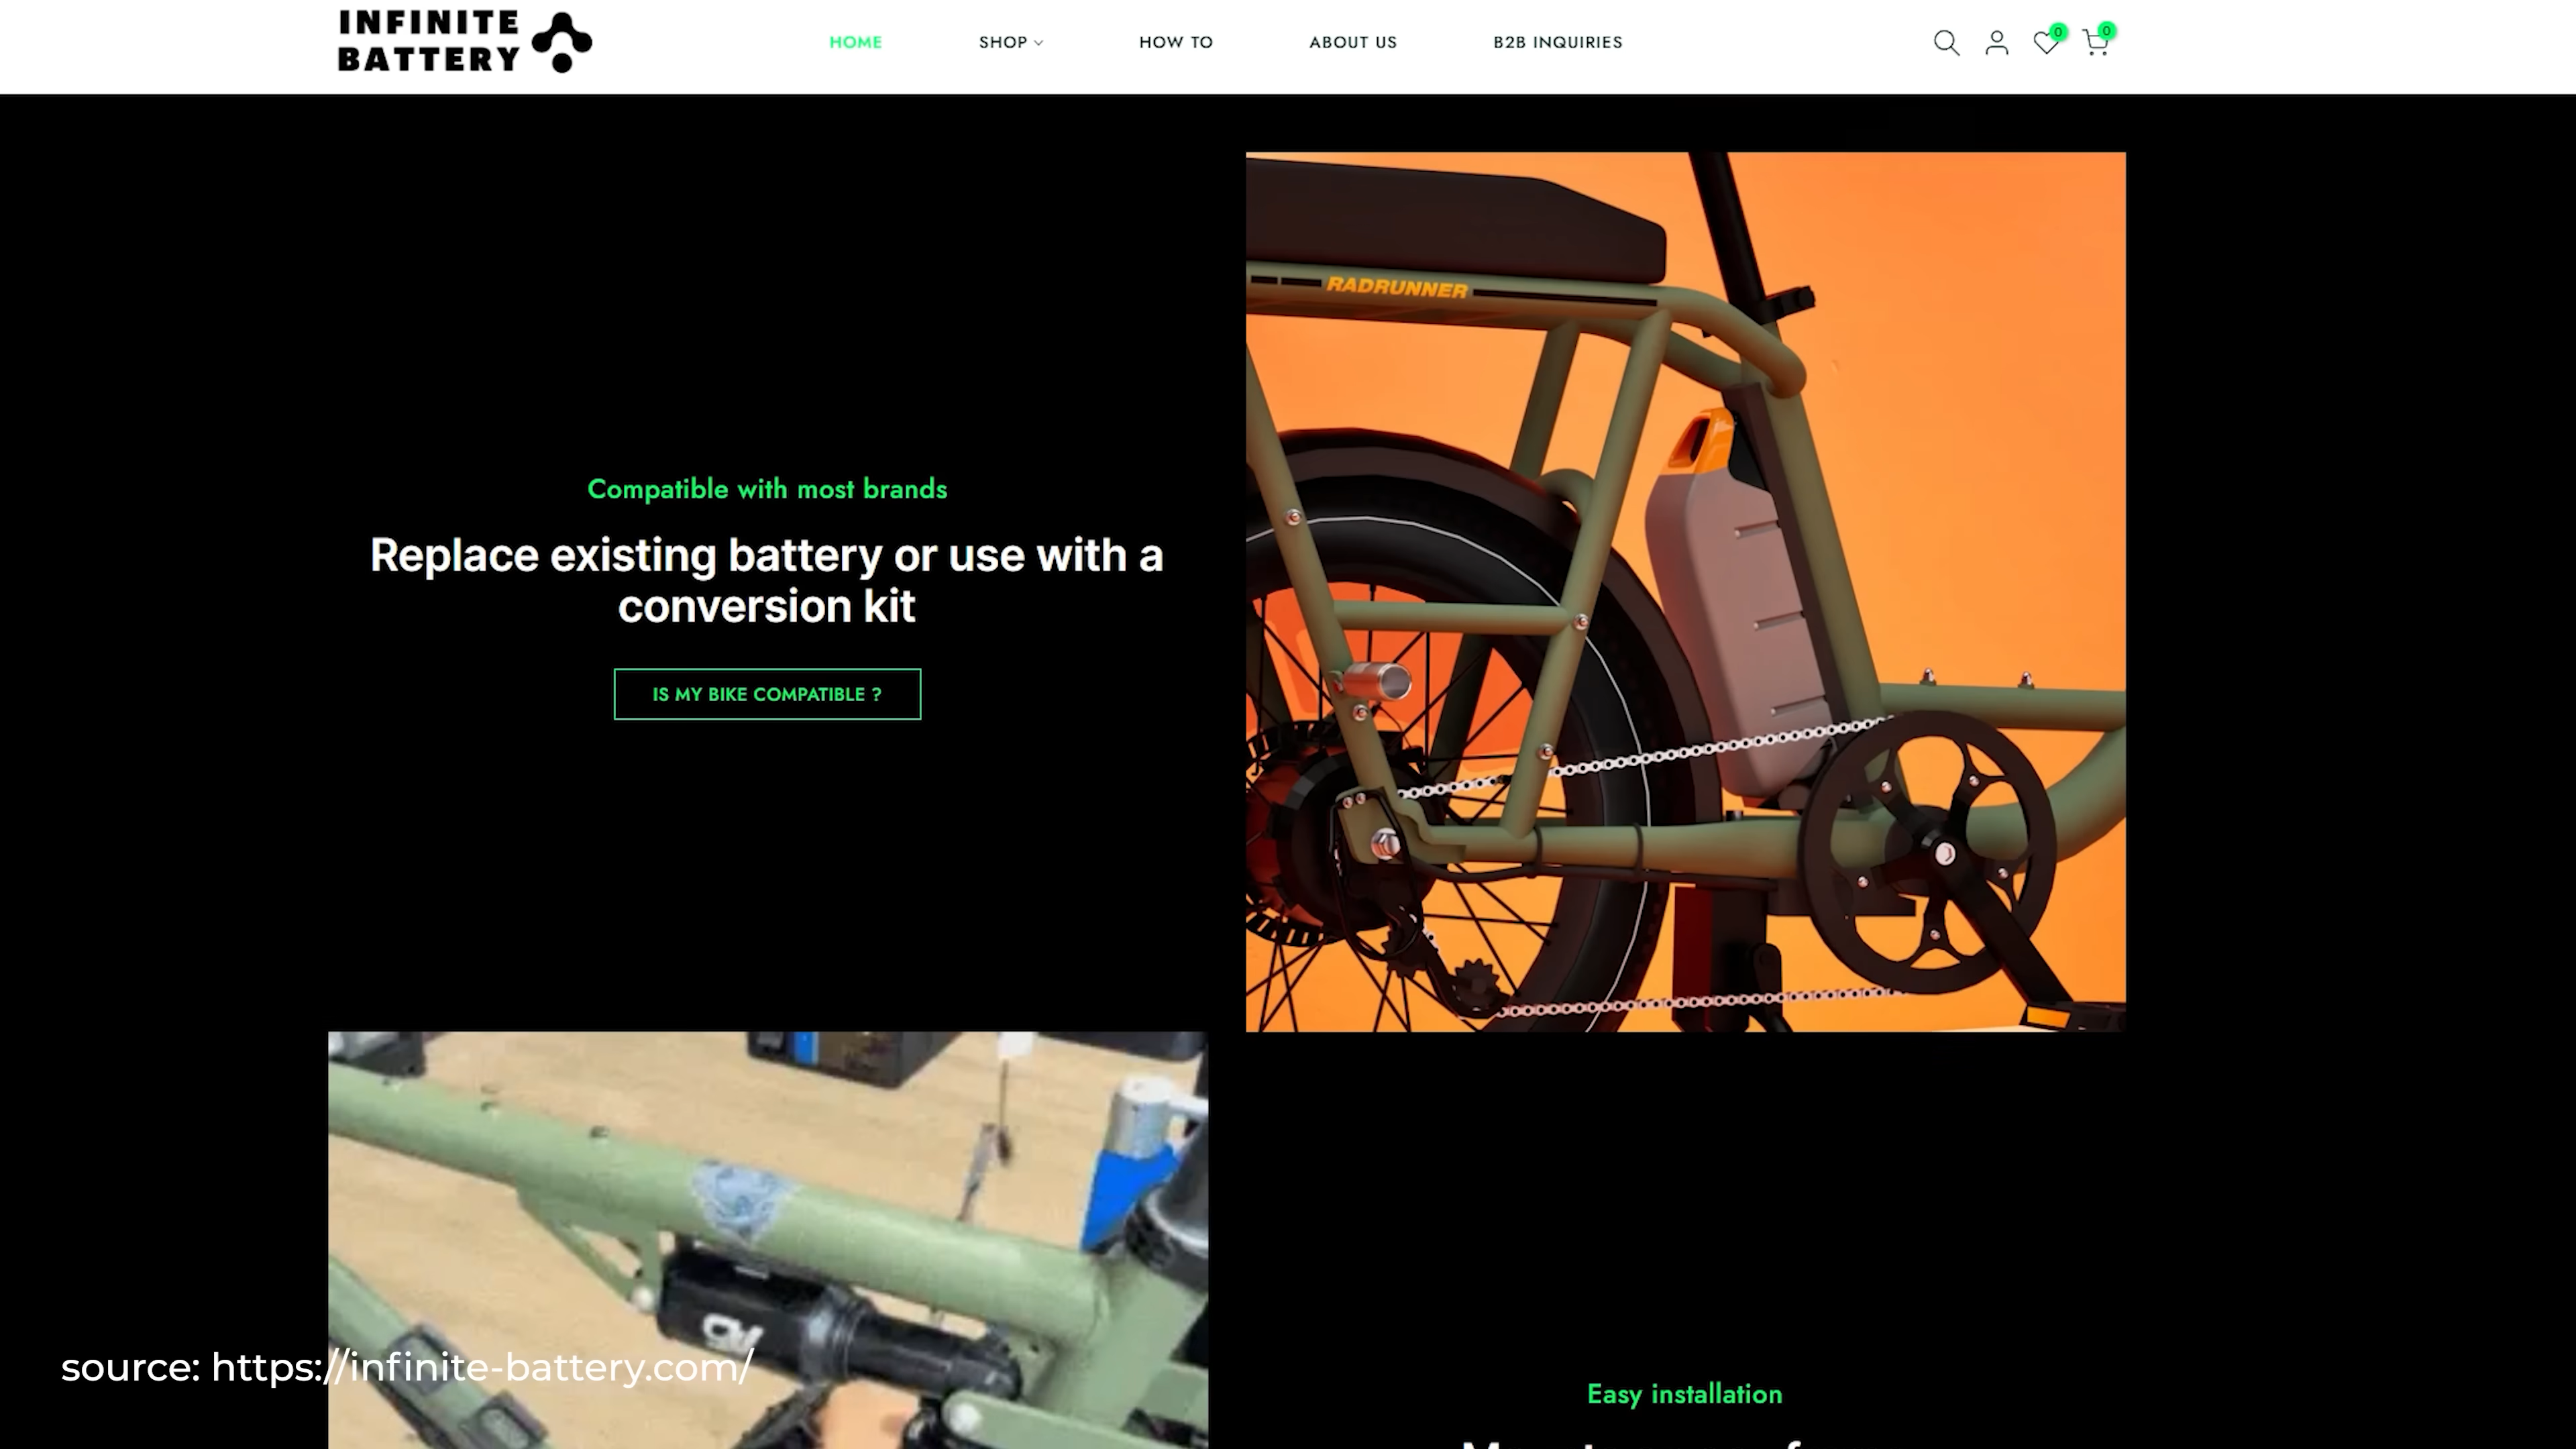 INFINITE
BATTERY
HOME
SHOP
HOW TO
ABOUT US
B2B INQUIRIES
0
0
RADRUNNER
Compatible with most brands
Replace existing battery or use with a
conversion kit
IS MY BIKE COMPATIBLE ?
source: https://infinite-battery.com/
Easy installation